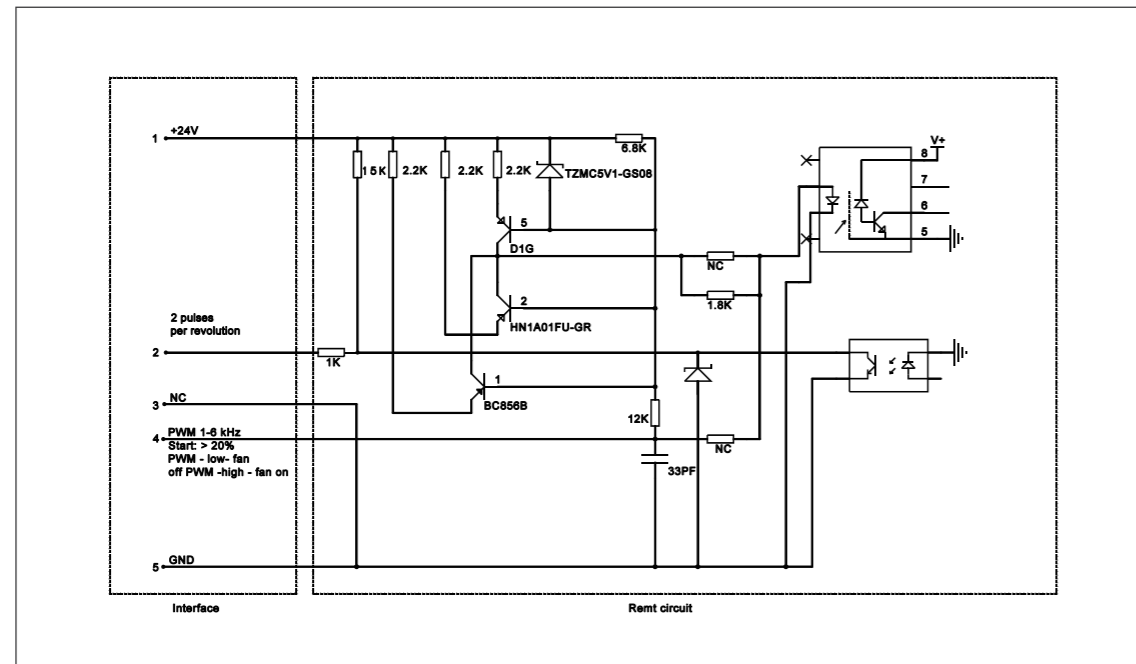 1 +24V
15K
2.2K
2.2K
2.2K
6.8K
TZMC5V1-GS08
5
D1G
2
HN1A01FU-GR
1
BC856B
NC
1.8K
V+
8
7
6
5
2 pulses
per revolution
2
1K
3 NC
4 PWM 1-6 kHz
Start: > 20%
PWM - low- fan
off PWM -high - fan on
12K
NC
33PF
5 GND
Interface
Remt circuit